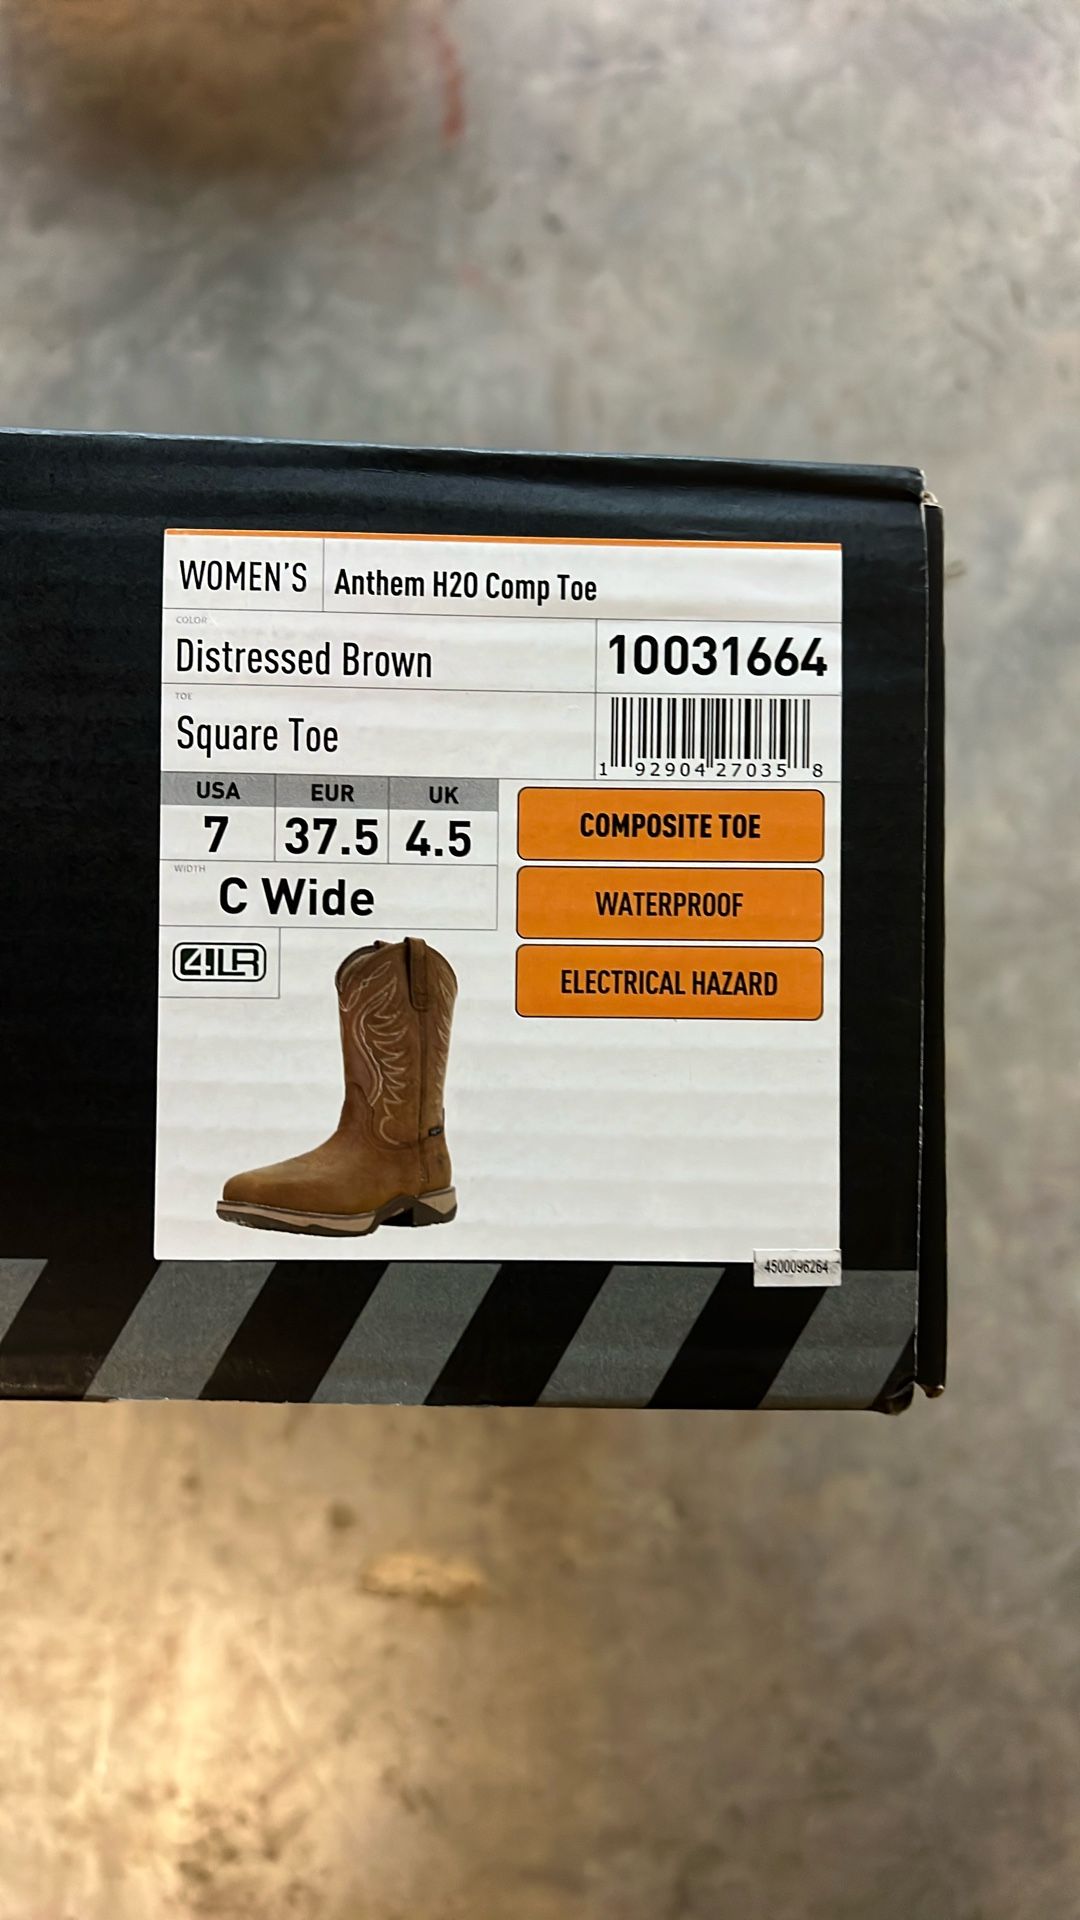 WOMEN'S Anthem H2O Comp Toe
COLOR
Distressed Brown 10031664
TOE
Square Toe
1 92904 27035 8
USA EUR UK
7 37.5 4.5
WIDTH
C Wide
COMPOSITE TOE
WATERPROOF
ELECTRICAL HAZARD
4LR
4500096264